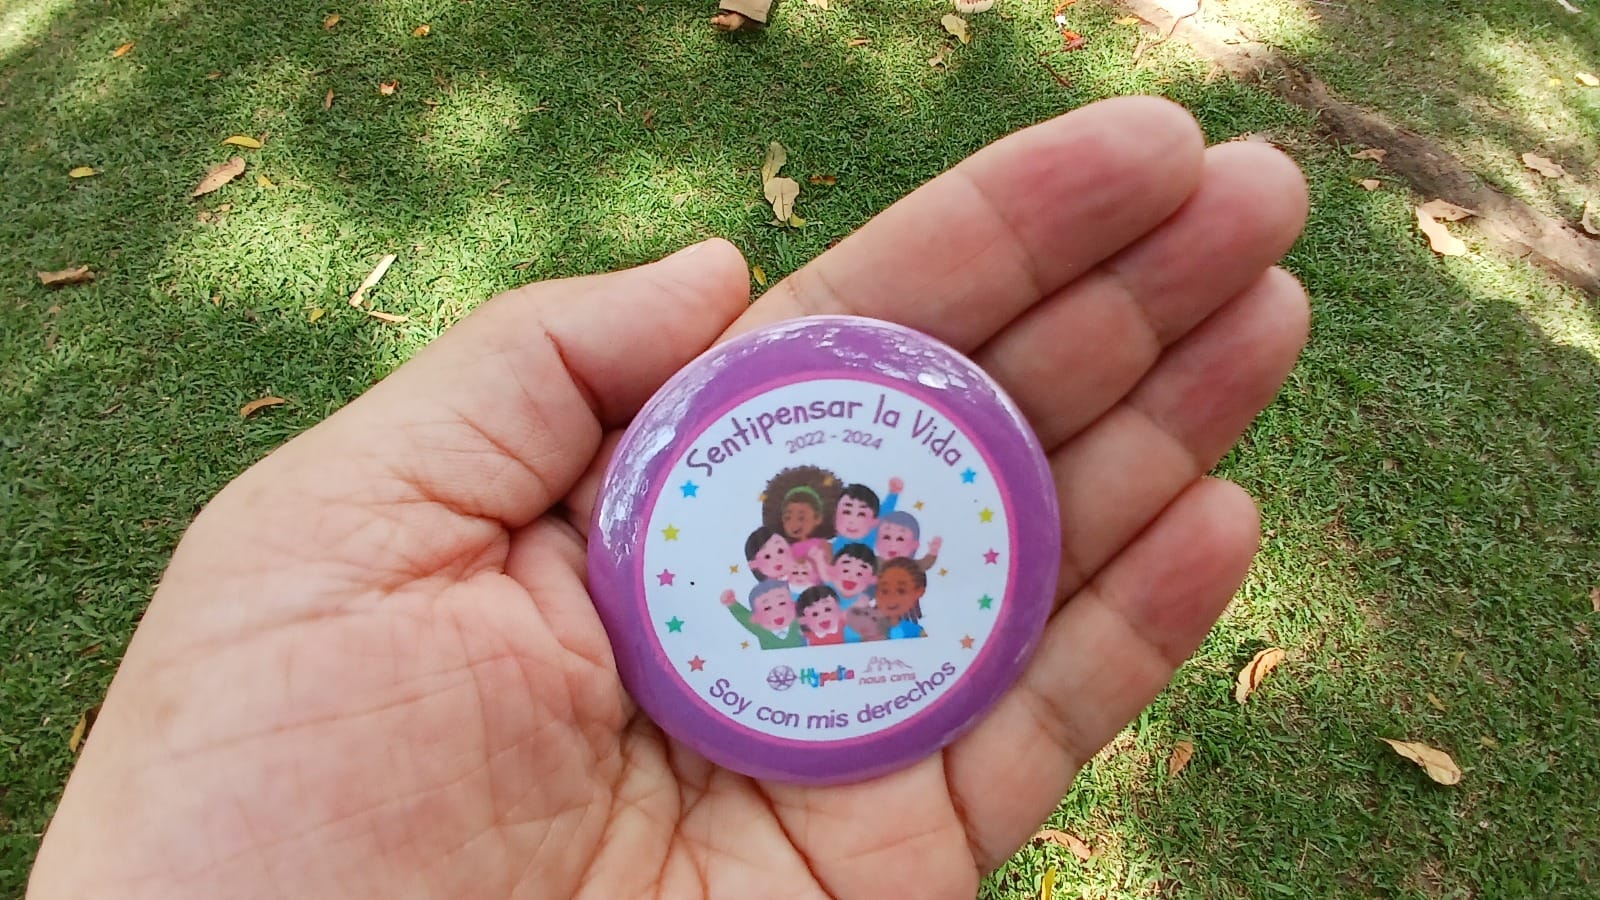 Sentipensar la Vida
2022 - 2024
Hypatia
nous cims
Soy con mis derechos